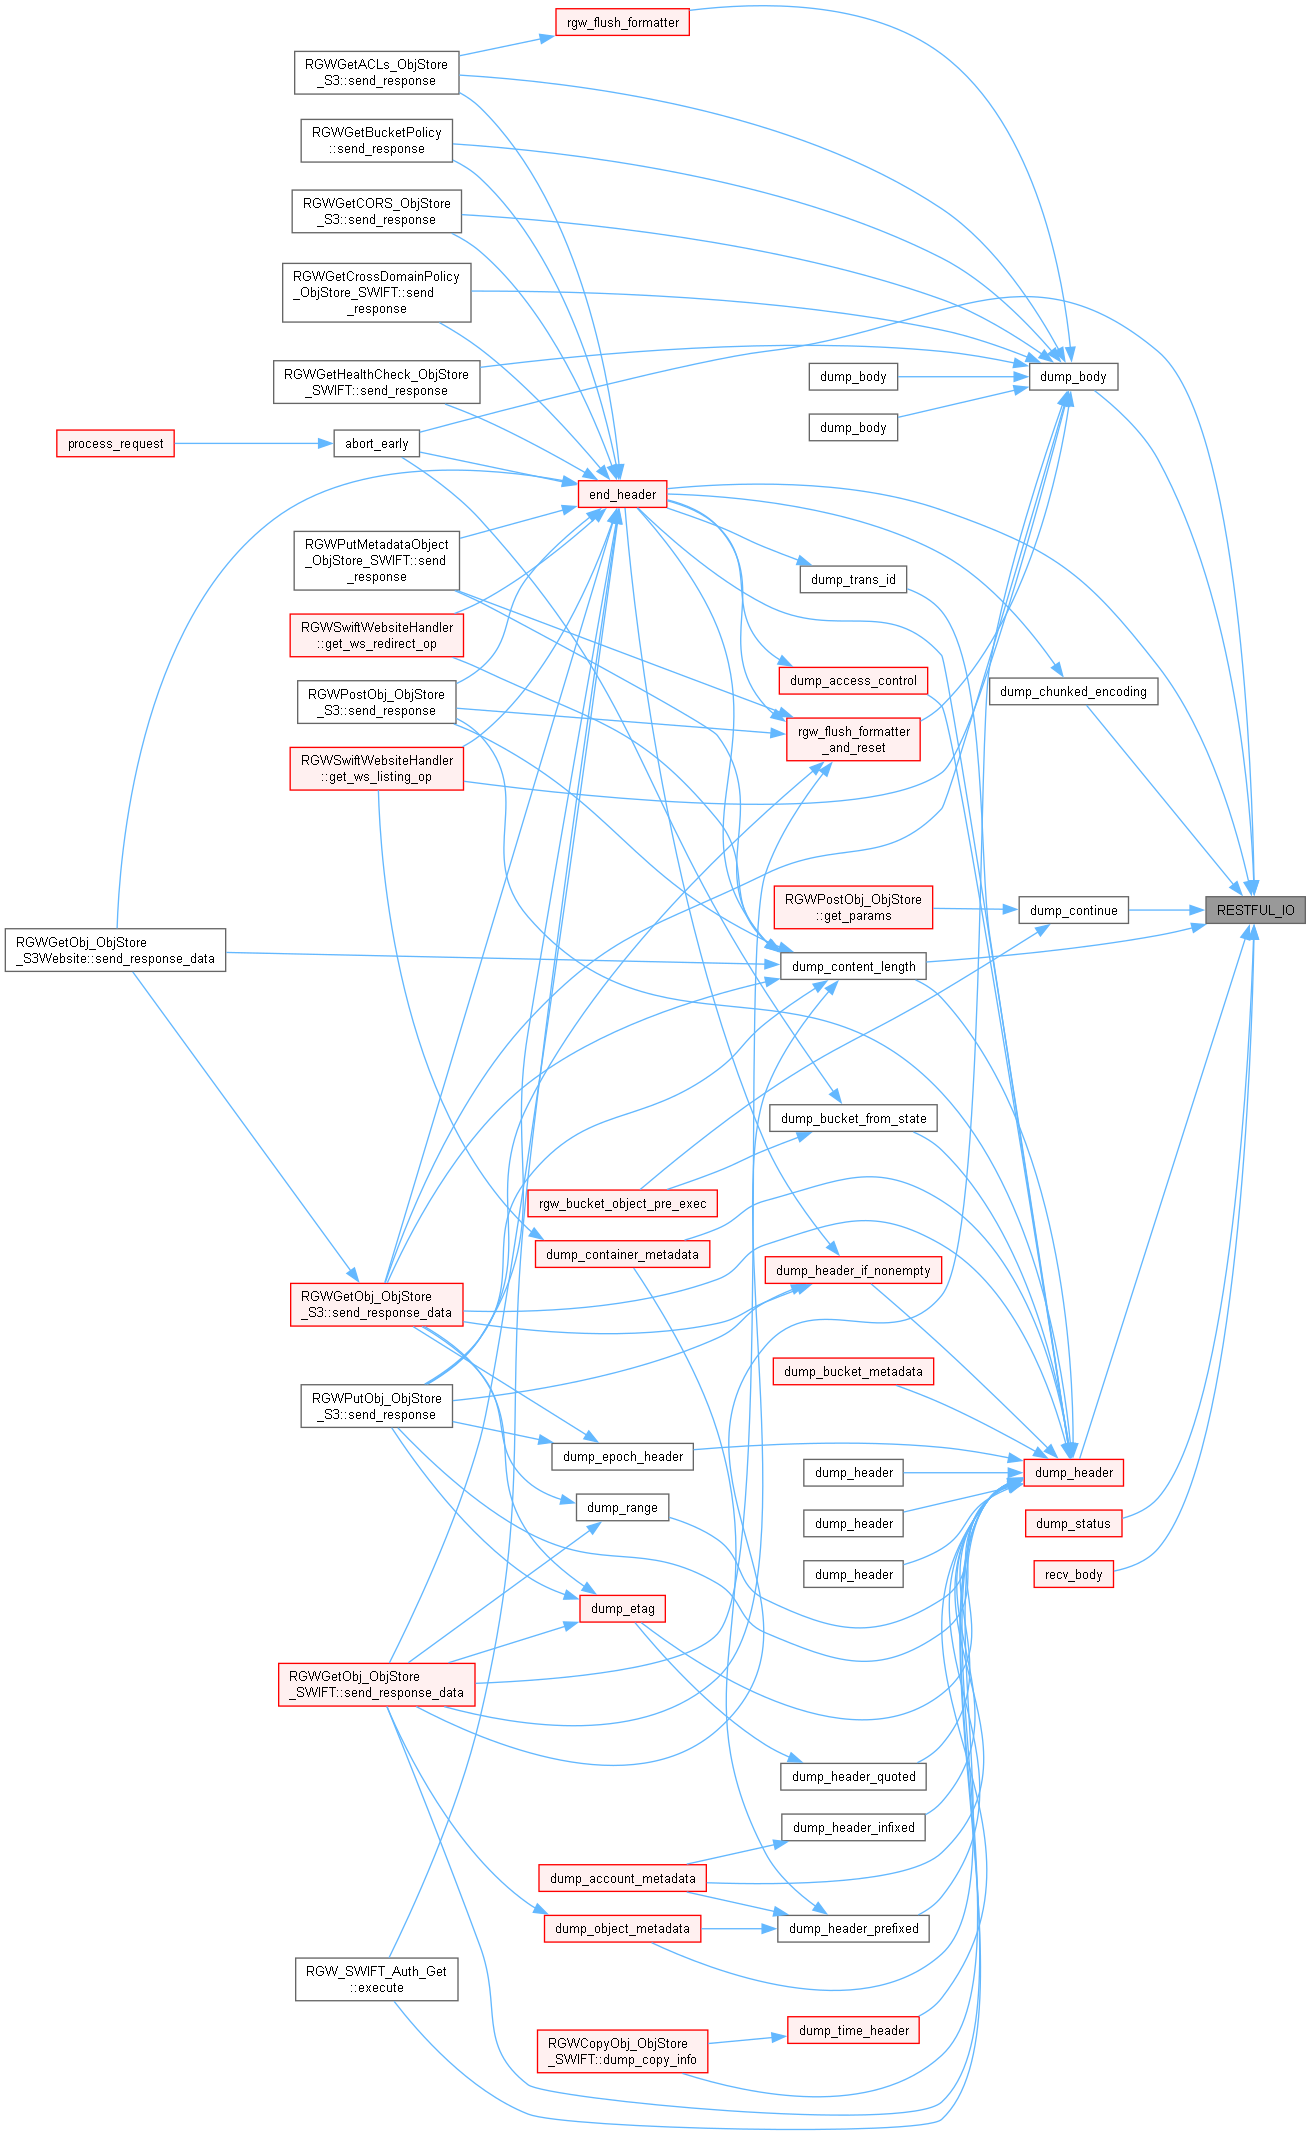 rgw_flush_formatter
RGWGetACLs_ObjStore
_S3::send_response
RGWGetBucketPolicy
::send_response
RGWGetCORS_ObjStore
_S3::send_response
RGWGetCrossDomainPolicy
_ObjStore_SWIFT::send
_response
RGWGetHealthCheck_ObjStore
_SWIFT::send_response
dump_body
dump_body
dump_body
process_request
abort_early
end_header
RGWPutMetadataObject
_ObjStore_SWIFT::send
_response
dump_trans_id
RGWSwiftWebsiteHandler
::get_ws_redirect_op
dump_access_control
dump_chunked_encoding
RGWPostObj_ObjStore
_S3::send_response
rgw_flush_formatter
_and_reset
RGWSwiftWebsiteHandler
::get_ws_listing_op
RGWPostObj_ObjStore
::get_params
dump_continue
RESTFUL_IO
RGWGetObj_ObjStore
_S3Website::send_response_data
dump_content_length
dump_bucket_from_state
rgw_bucket_object_pre_exec
dump_container_metadata
dump_header_if_nonempty
RGWGetObj_ObjStore
_S3::send_response_data
dump_bucket_metadata
RGWPutObj_ObjStore
_S3::send_response
dump_epoch_header
dump_header
dump_header
dump_range
dump_header
dump_status
dump_header
recv_body
dump_etag
RGWGetObj_ObjStore
_SWIFT::send_response_data
dump_header_quoted
dump_header_infixed
dump_account_metadata
dump_object_metadata
dump_header_prefixed
RGW_SWIFT_Auth_Get
::execute
dump_time_header
RGWCopyObj_ObjStore
_SWIFT::dump_copy_info